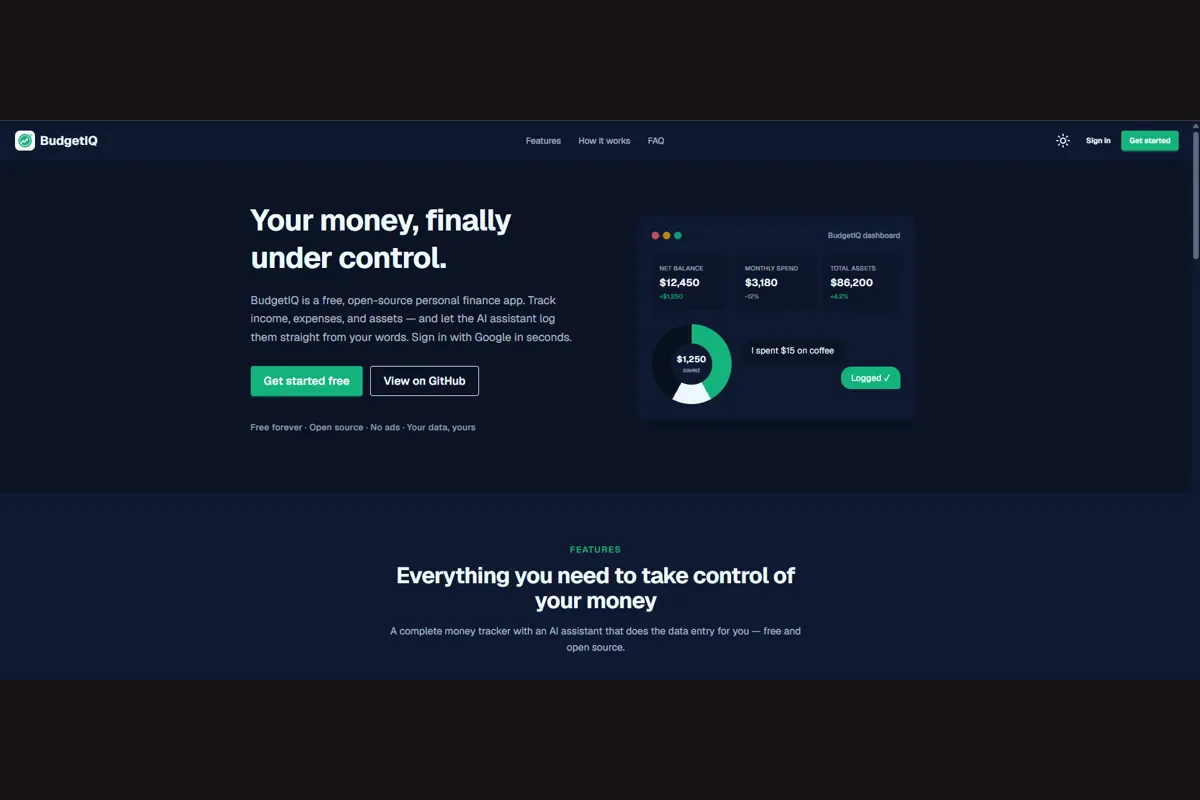 BudgetIQ
Features
How it works
FAQ
Sign in
Get started
Your money, finally
under control.
BudgetIQ is a free, open-source personal finance app. Track
income, expenses, and assets — and let the AI assistant log
them straight from your words. Sign in with Google in seconds.
Get started free
View on GitHub
Free forever · Open source · No ads · Your data, yours
BudgetIQ dashboard
NET BALANCE
$12,450
+$1,250
MONTHLY SPEND
$3,180
-12%
TOTAL ASSETS
$86,200
+4.2%
$1,250
saved
I spent $15 on coffee
Logged ✓
FEATURES
Everything you need to take control of
your money
A complete money tracker with an AI assistant that does the data entry for you — free and
open source.